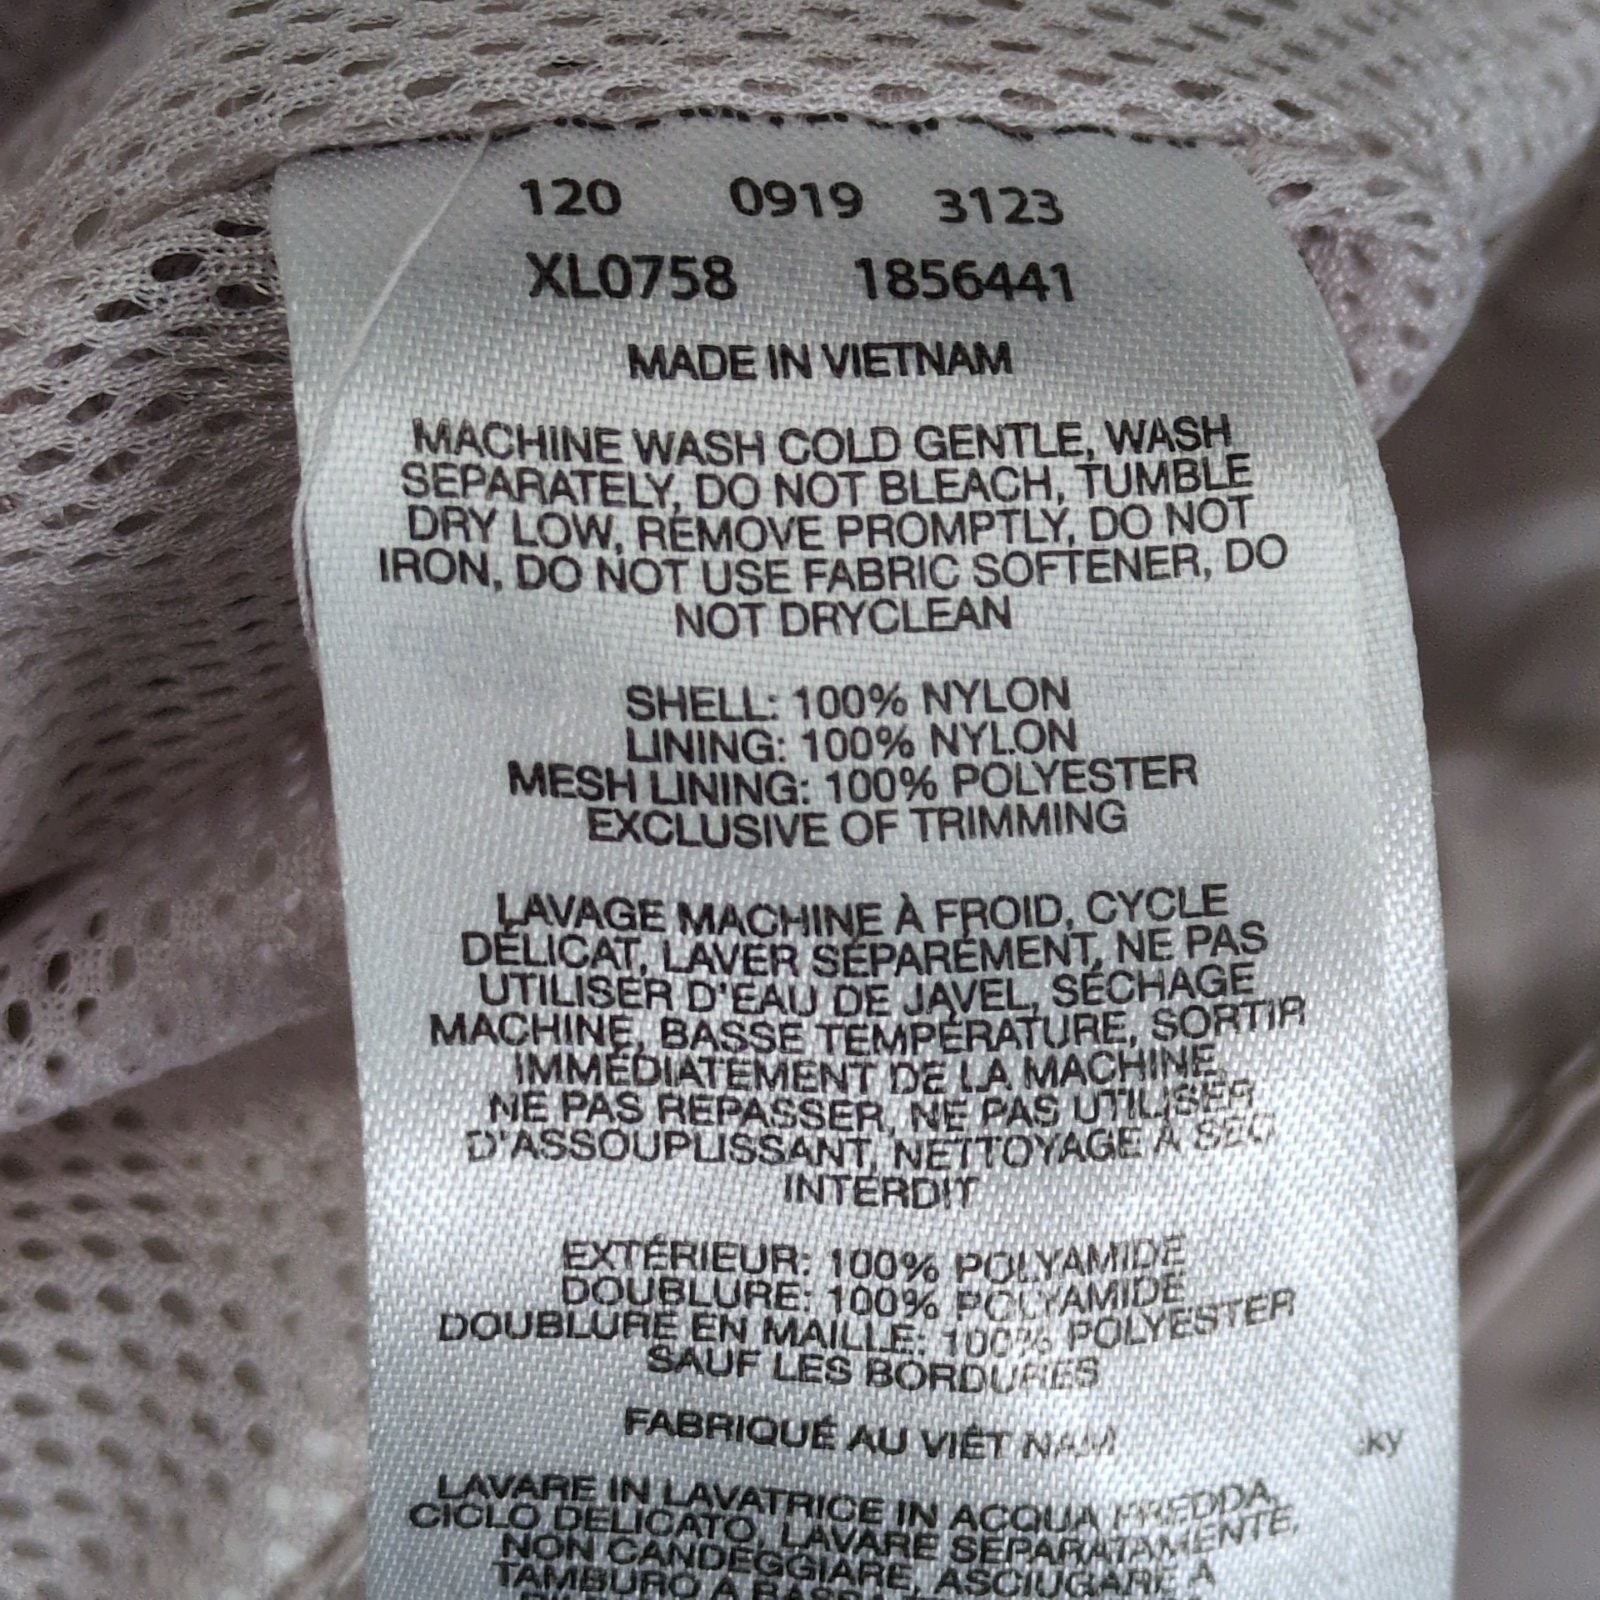 120 0919 3123
XL0758 1856441
MADE IN VIETNAM
MACHINE WASH COLD GENTLE, WASH
SEPARATELY, DO NOT BLEACH, TUMBLE
DRY LOW, REMOVE PROMPTLY, DO NOT
IRON, DO NOT USE FABRIC SOFTENER, DO
NOT DRYCLEAN
SHELL: 100% NYLON
LINING: 100% NYLON
MESH LINING: 100% POLYESTER
EXCLUSIVE OF TRIMMING
LAVAGE MACHINE À FROID, CYCLE
DÉLICAT, LAVER SÉPARÉMENT, NE PAS
UTILISER D'EAU DE JAVEL, SÉCHAGE
MACHINE, BASSE TEMPÉRATURE, SORTIR
IMMÉDIATEMENT DE LA MACHINE,
NE PAS REPASSER, NE PAS UTILISER
D'ASSOUPLISSANT, NETTOYAGE À SEC
INTERDIT
EXTÉRIEUR: 100% POLYAMIDE
DOUBLURE: 100% POLYAMIDE
DOUBLURE EN MAILLE: 100% POLYESTER
SAUF LES BORDURES
FABRIQUÉ AU VIÊT NAM
LAVARE IN LAVATRICE IN ACQUA FREDDA,
CICLO DELICATO, LAVARE SEPARATAMENTE,
NON CANDEGGIARE, ASCIUGARE A
TAMBURO A